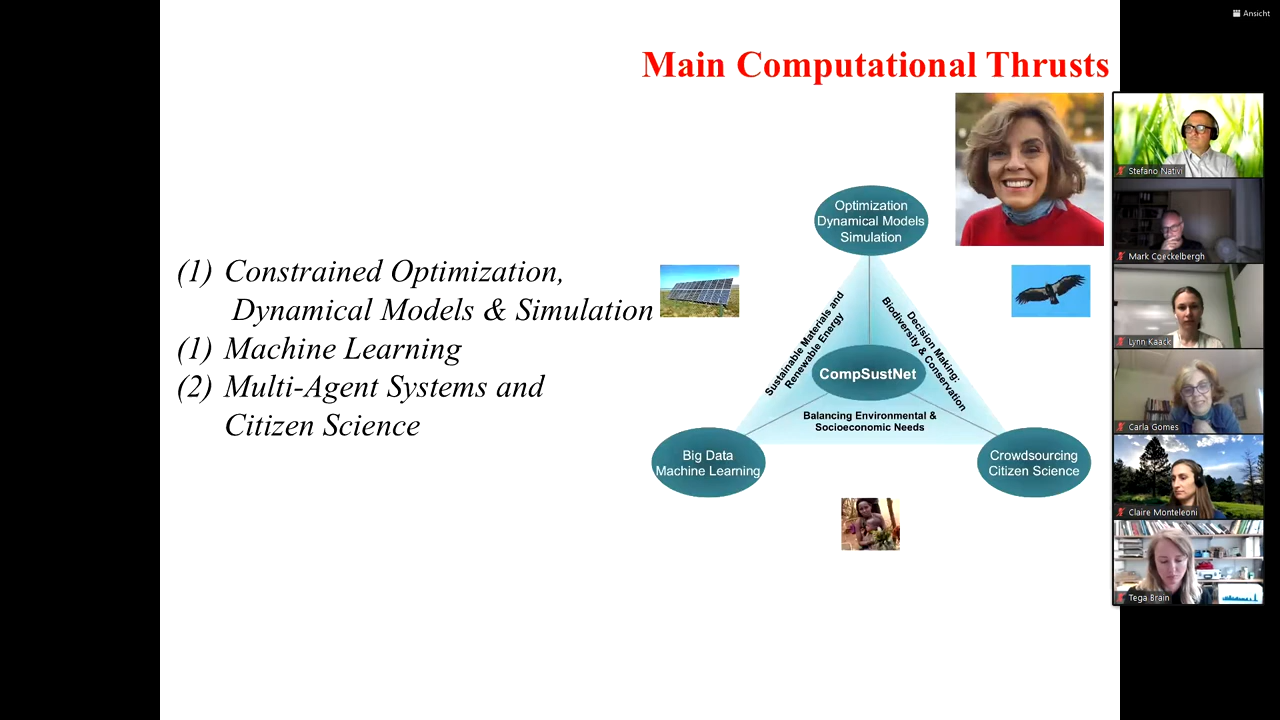 Ansicht
Main Computational Thrusts
(1) Constrained Optimization,
Dynamical Models & Simulation
(1) Machine Learning
(2) Multi-Agent Systems and
Citizen Science
Optimization
Dynamical Models
Simulation
Sustainable Materials and
Renewable Energy
Decision Making:
Biodiversity & Conservation
CompSustNet
Balancing Environmental &
Socioeconomic Needs
Big Data
Machine Learning
Crowdsourcing
Citizen Science
Stefano Nativi
Mark Coeckelbergh
Lynn Kaack
Carla Gomes
Claire Monteleoni
Tega Brain